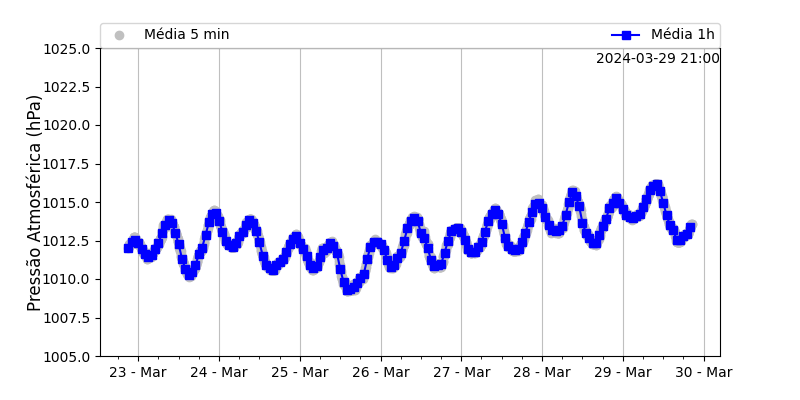 Média 5 min
Média 1h
2024-03-29 21:00
Pressão Atmosférica (hPa)
1025.0
1022.5
1020.0
1017.5
1015.0
1012.5
1010.0
1007.5
1005.0
23 - Mar
24 - Mar
25 - Mar
26 - Mar
27 - Mar
28 - Mar
29 - Mar
30 - Mar